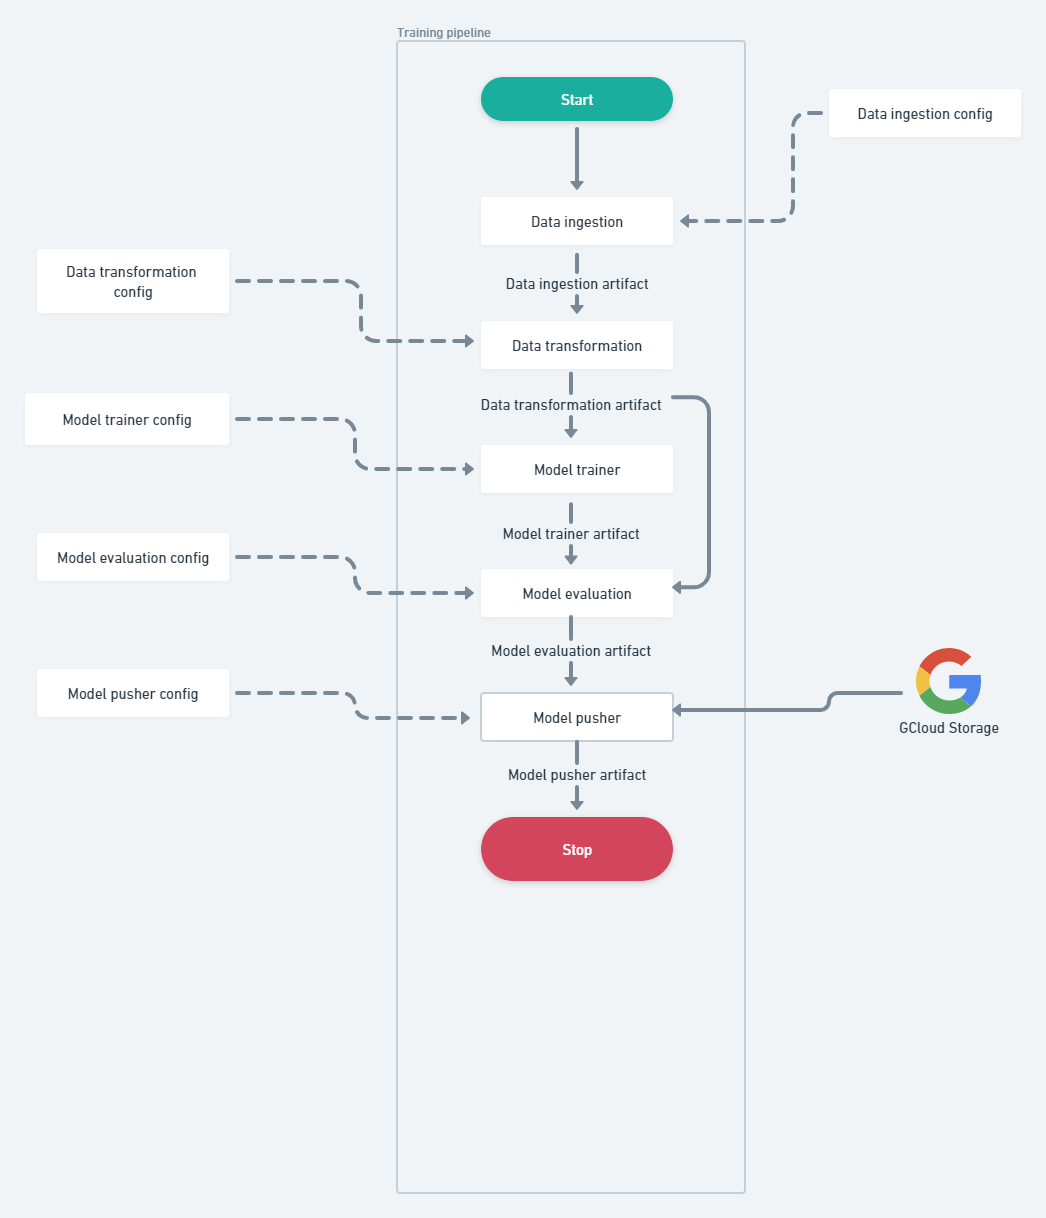 Training pipeline
Start
Data ingestion config
Data ingestion
Data transformation
config
Data ingestion artifact
Data transformation
Data transformation artifact
Model trainer config
Model trainer
Model trainer artifact
Model evaluation config
Model evaluation
Model evaluation artifact
Model pusher config
Model pusher
GCloud Storage
Model pusher artifact
Stop